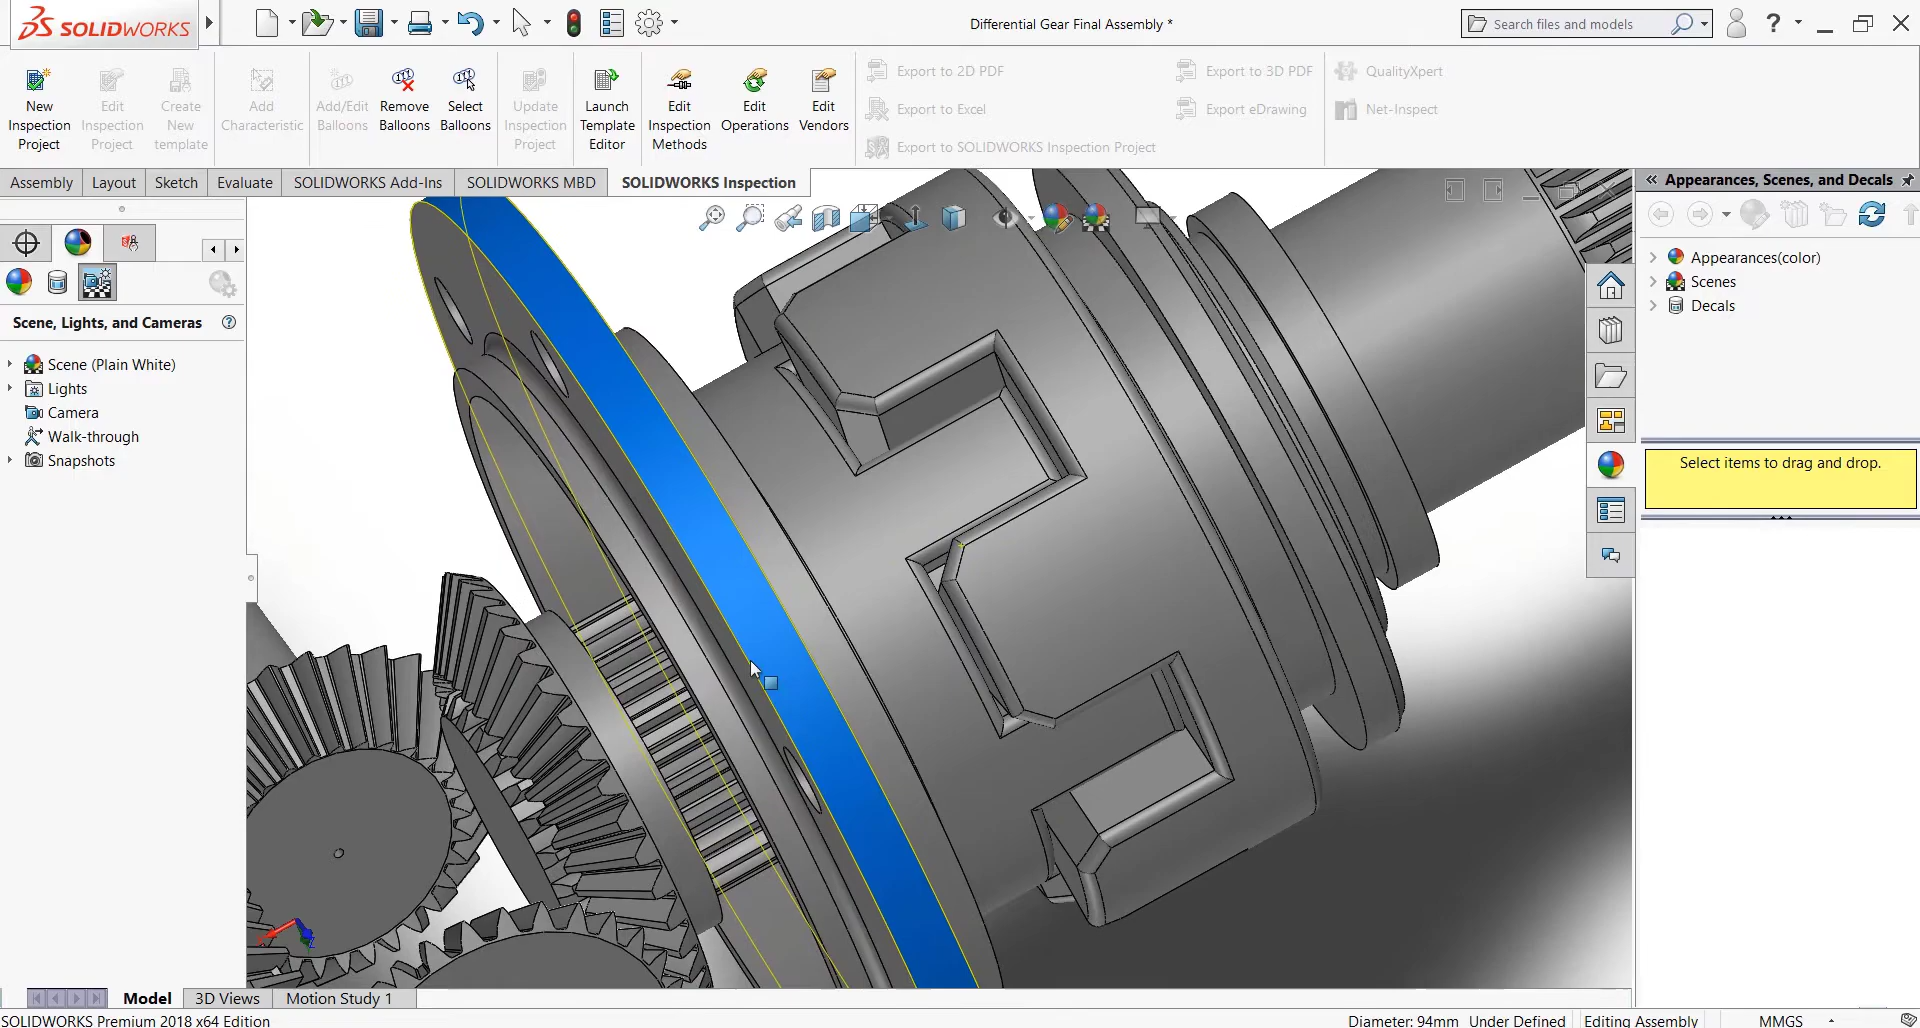 SOLIDWORKS
Differential Gear Final Assembly *
Search files and models
?
New Inspection Project
Edit Inspection Project
Create New template
Add Characteristic
Add/Edit Balloons
Remove Balloons
Select Balloons
Update Inspection Project
Launch Template Editor
Edit Inspection Methods
Edit Operations
Edit Vendors
Export to 2D PDF
Export to Excel
Export to SOLIDWORKS Inspection Project
Export to 3D PDF
Export eDrawing
QualityXpert
Net-Inspect
Assembly
Layout
Sketch
Evaluate
SOLIDWORKS Add-Ins
SOLIDWORKS MBD
SOLIDWORKS Inspection
Scene, Lights, and Cameras
Scene (Plain White)
Lights
Camera
Walk-through
Snapshots
Appearances, Scenes, and Decals
Appearances(color)
Scenes
Decals
Select items to drag and drop.
Model
3D Views
Motion Study 1
SOLIDWORKS Premium 2018 x64 Edition
Diameter: 94mm
Under Defined
Editing Assembly
MMGS